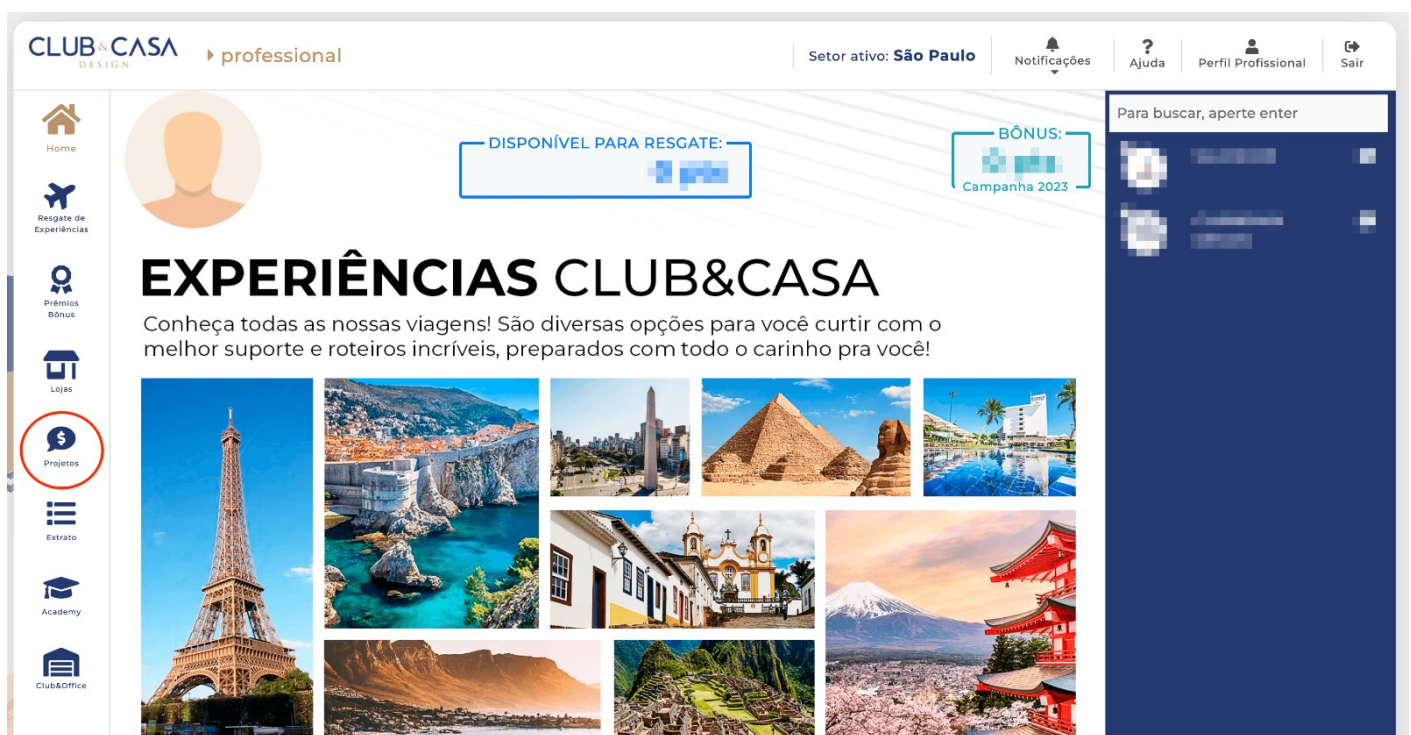 CLUB&CASA
DESIGN
professional
Setor ativo: São Paulo
Notificações
Ajuda
Perfil Profissional
Sair
Home
Resgate de
Experiências
Prêmios
Bônus
Lojas
Projetos
Extrato
Academy
Club&Office
DISPONÍVEL PARA RESGATE:
BÔNUS:
Campanha 2023
EXPERIÊNCIAS CLUB&CASA
Conheça todas as nossas viagens! São diversas opções para você curtir com o
melhor suporte e roteiros incríveis, preparados com todo o carinho pra você!
Para buscar, aperte enter